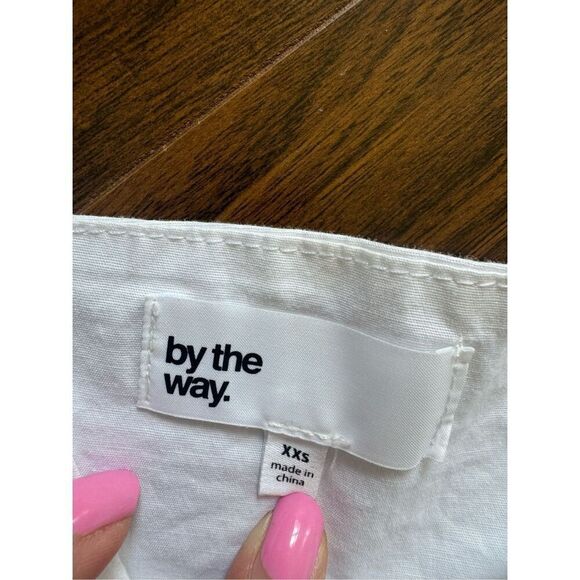 by the
way.
XXS
made in
china